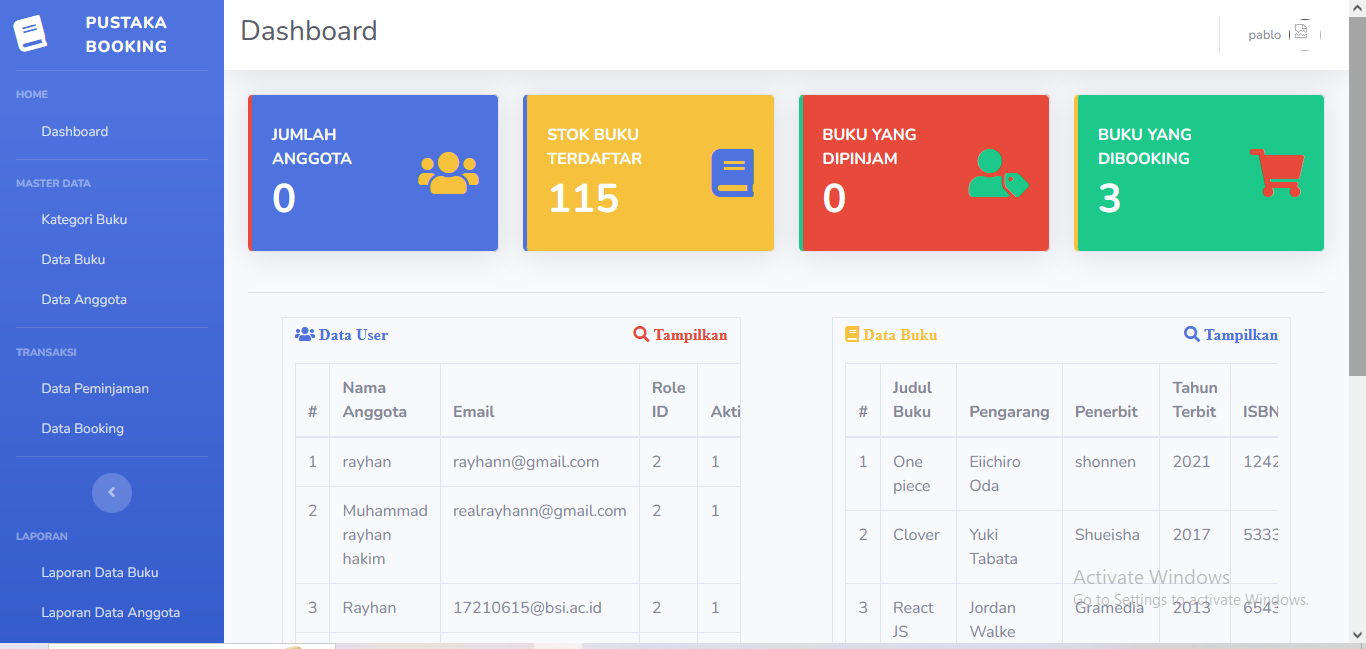 PUSTAKA
BOOKING
HOME
Dashboard
MASTER DATA
Kategori Buku
Data Buku
Data Anggota
TRANSAKSI
Data Peminjaman
Data Booking
LAPORAN
Laporan Data Buku
Laporan Data Anggota
Dashboard
pablo
JUMLAH
ANGGOTA
0
STOK BUKU
TERDAFTAR
115
BUKU YANG
DIPINJAM
0
BUKU YANG
DIBOOKING
3
Data User Tampilkan
# Nama Anggota Email Role ID Akti
1 rayhan rayhann@gmail.com 2 1
2 Muhammad realrayhann@gmail.com 2 1
rayhan
hakim
3 Rayhan 17210615@bsi.ac.id 2 1
Data Buku Tampilkan
# Judul Buku Pengarang Penerbit Tahun Terbit ISBN
1 One Eiichiro shonnen 2021 1242
piece Oda
2 Clover Yuki Shueisha 2017 5333
Tabata
3 React Jordan Gramedia 2013 6543
JS Walke
Activate Windows
Go to Settings to activate Windows.